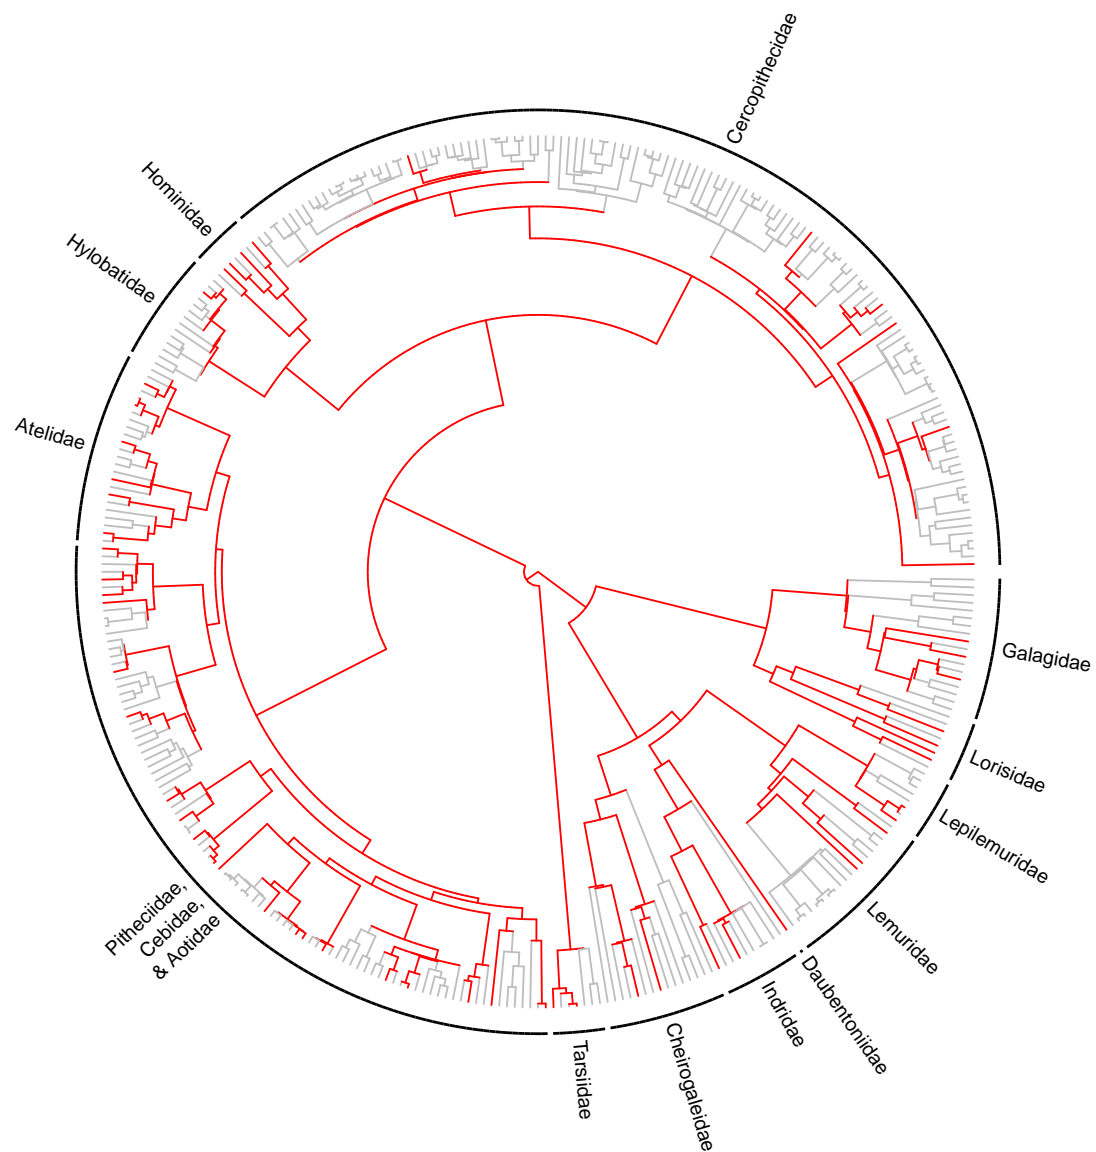 Cercopithecidae
Hominidae
Hylobatidae
Atelidae
Galagidae
Lorisidae
Lepilemuridae
Lemuridae
Daubentoniidae
Indridae
Cheirogaleidae
Tarsiidae
Pitheciidae,
Cebidae,
& Aotidae